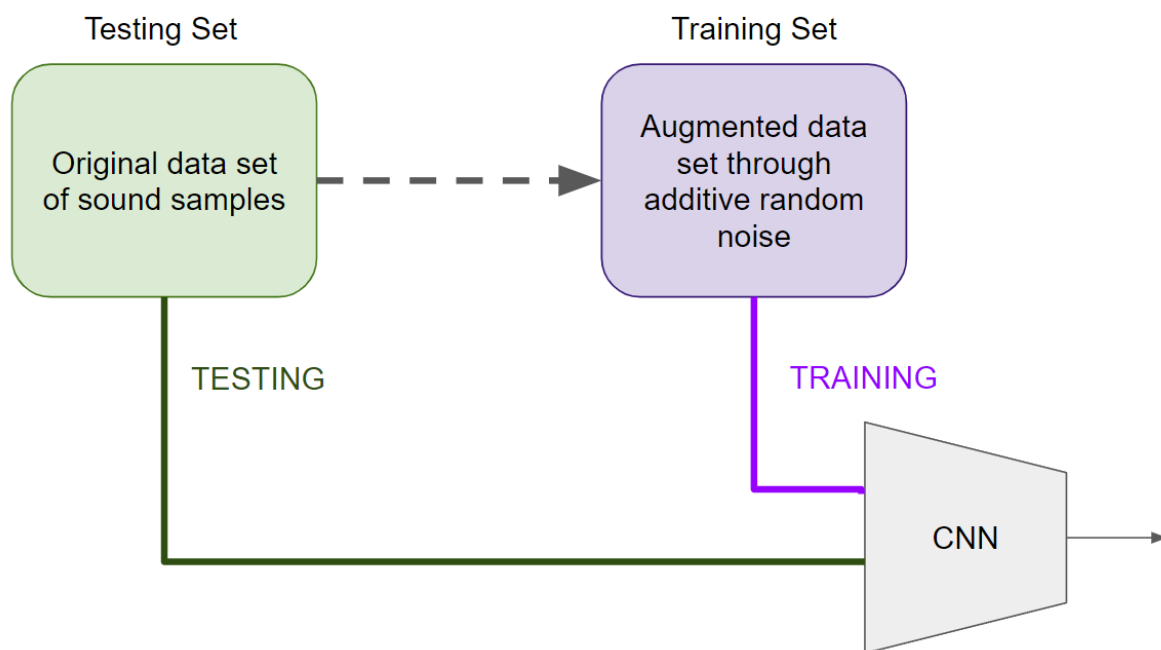 Testing Set
Training Set
Original data set
of sound samples
Augmented data
set through
additive random
noise
TESTING
TRAINING
CNN